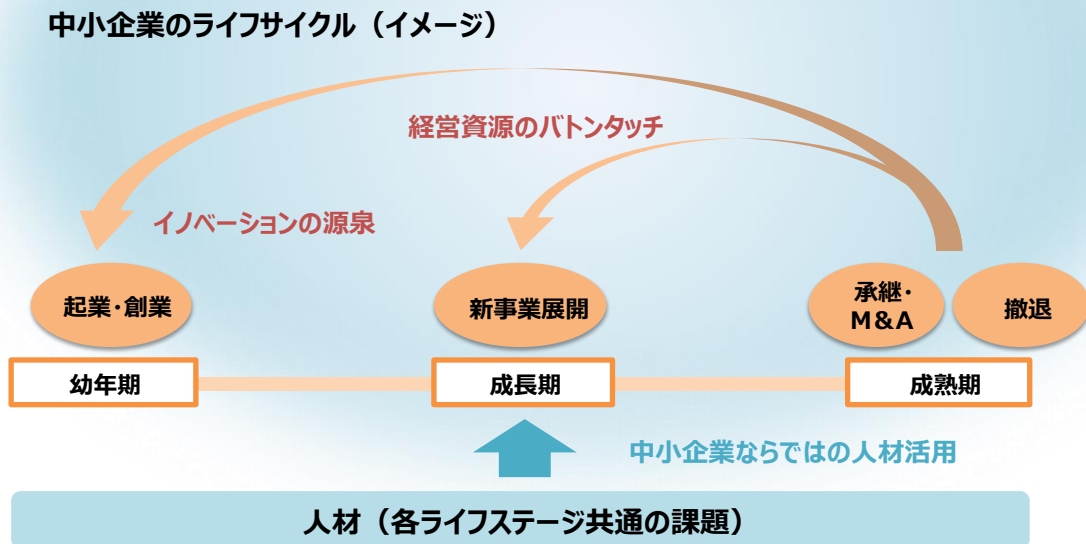 中小企業のライフサイクル（イメージ）
経営資源のバトンタッチ
イノベーションの源泉
起業・創業
新事業展開
承継・
M&A
撤退
幼年期
成長期
成熟期
中小企業ならではの人材活用
人材（各ライフステージ共通の課題）